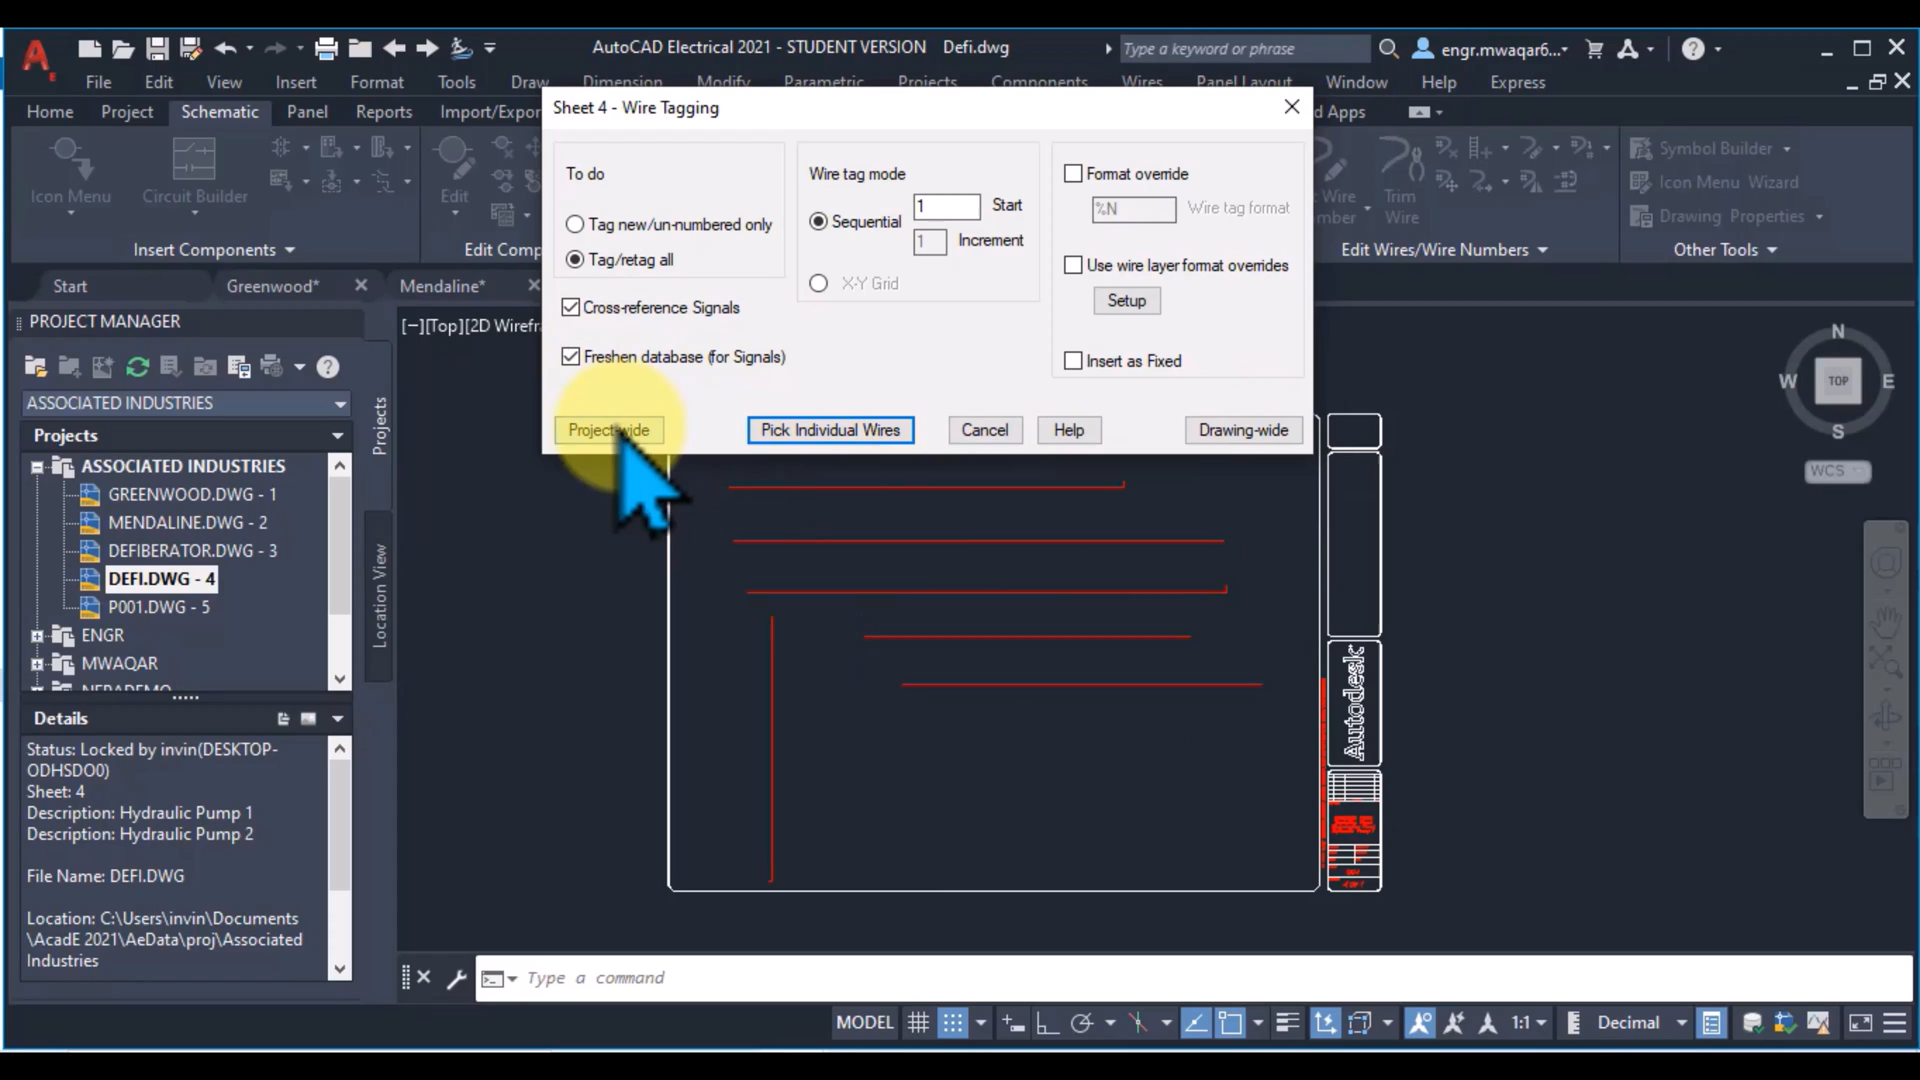 AutoCAD Electrical 2021 - STUDENT VERSION Defi.dwg
Type a keyword or phrase
engr.mwaqar6...
File Edit View Insert Format Tools Draw Dimension Modify Parametric Projects Components Wires Panel Layout Window Help Express
Home Project Schematic Panel Reports Import/Expor d Apps
Icon Menu
Circuit Builder
Edit
Trim
Wire
Symbol Builder
Icon Menu Wizard
Drawing Properties
Insert Components
Edit Comp
Edit Wires/Wire Numbers
Other Tools
Start
Greenwood*
Mendaline*
Sheet 4 - Wire Tagging
To do
Tag new/un-numbered only
Tag/retag all
Cross-reference Signals
Freshen database (for Signals)
Wire tag mode
Sequential
1
Start
1
Increment
X-Y Grid
Format override
%N
Wire tag format
Use wire layer format overrides
Setup
Insert as Fixed
Project-wide
Pick Individual Wires
Cancel
Help
Drawing-wide
PROJECT MANAGER
ASSOCIATED INDUSTRIES
Projects
ASSOCIATED INDUSTRIES
GREENWOOD.DWG - 1
MENDALINE.DWG - 2
DEFIBERATOR.DWG - 3
DEFI.DWG - 4
P001.DWG - 5
ENGR
MWAQAR
Projects
Location View
Details
Status: Locked by invin(DESKTOP-
ODHSDO0)
Sheet: 4
Description: Hydraulic Pump 1
Description: Hydraulic Pump 2
File Name: DEFI.DWG
Location: C:\Users\invin\Documents
\AcadE 2021\AeData\proj\Associated
Industries
[−][Top][2D Wirefr
N
W
TOP
E
S
WCS
Autodesk
Type a command
MODEL
1:1
Decimal